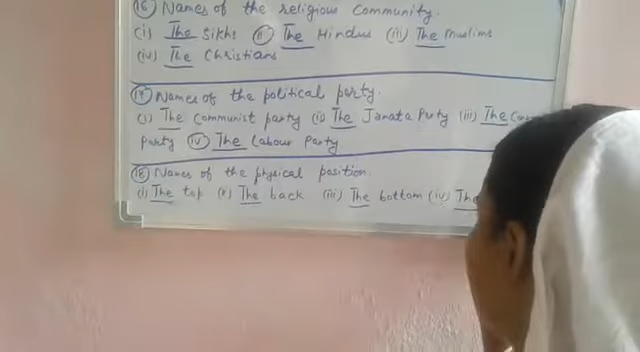 (16) Names of the religious Community.
(i) The Sikhs (ii) The Hindus (iii) The Muslims
(iv) The Christians
(17) Names of the political party.
(i) The Communist party (ii) The Janata Party (iii) The
Party (iv) The Labour Party
(18) Names of the physical position.
(i) The top (ii) The back (iii) The bottom (iv) The